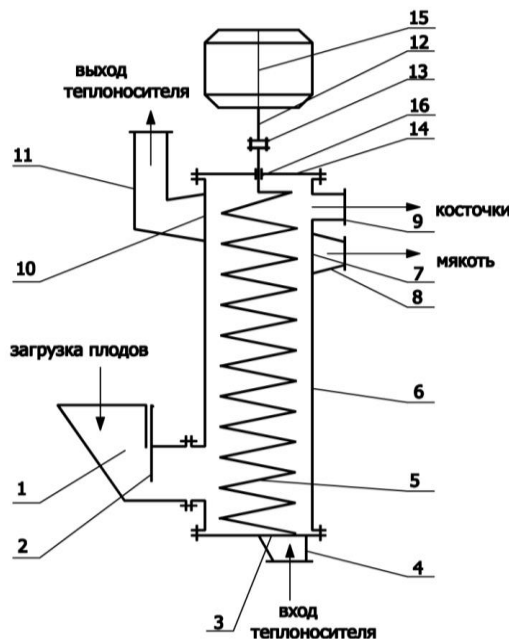 15
12
выход
теплоносителя
13
16
14
11
косточки
9
10
7
мякоть
8
загрузка плодов
6
1
5
2
4
3
вход
теплоносителя